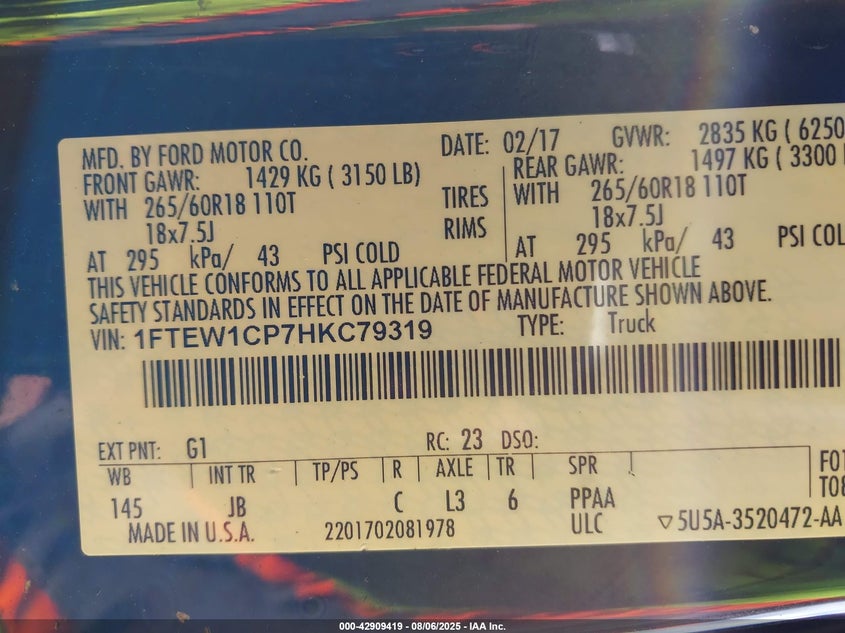 MFD. BY FORD MOTOR CO.
DATE: 02/17 GVWR: 2835 KG ( 6250
FRONT GAWR: 1429 KG ( 3150 LB)
REAR GAWR: 1497 KG ( 3300
WITH 265/60R18 110T TIRES WITH 265/60R18 110T
18x7.5J RIMS 18x7.5J
AT 295 kPa/ 43 PSI COLD AT 295 kPa/ 43 PSI COL
THIS VEHICLE CONFORMS TO ALL APPLICABLE FEDERAL MOTOR VEHICLE
SAFETY STANDARDS IN EFFECT ON THE DATE OF MANUFACTURE SHOWN ABOVE.
VIN: 1FTEW1CP7HKC79319 TYPE: Truck
EXT PNT: G1 RC: 23 DSO:
WB INT TR TP/PS R AXLE TR SPR
145 JB C L3 6 PPAA
F01
T08
MADE IN U.S.A. 2201702081978 ULC ▽5U5A-3520472-AA
000-42909419 - 08/06/2025 - IAA Inc.